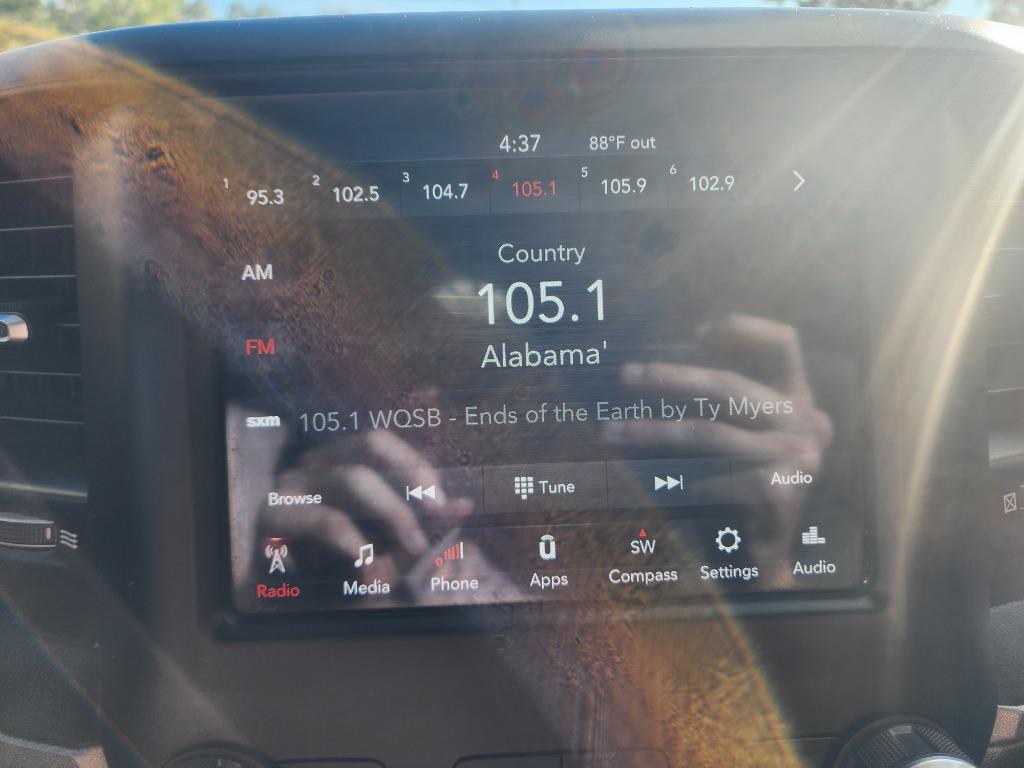 4:37 88°F out
1 95.3 2 102.5 3 104.7 4 105.1 5 105.9 6 102.9
Country
AM
105.1
FM
Alabama'
sxm 105.1 WQSB - Ends of the Earth by Ty Myers
Browse Tune Audio
SW
Radio Media Phone Apps Compass Settings Audio